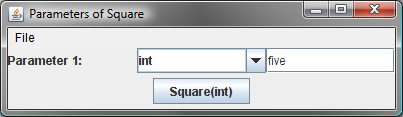 Parameters of Square
File
Parameter 1: int five
Square(int)